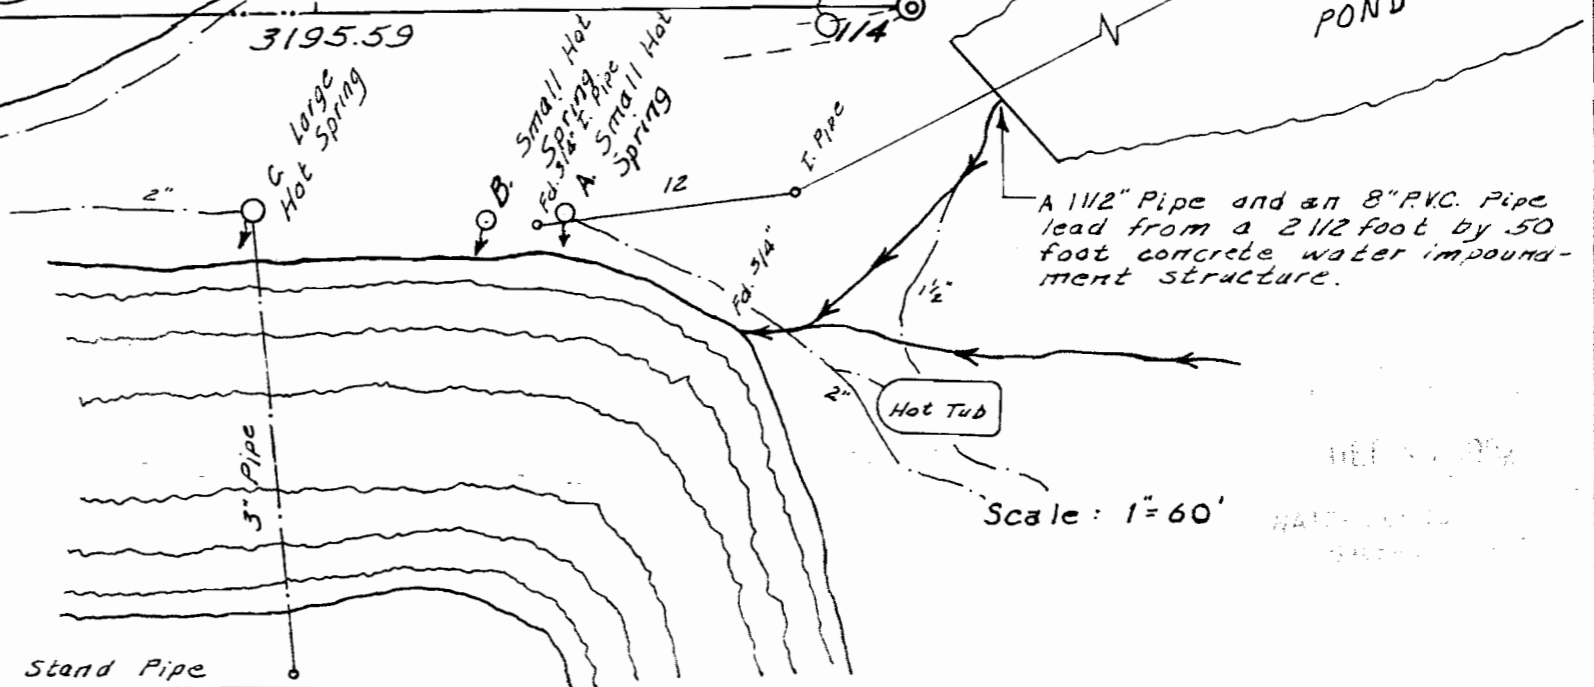 3195.59
1/4
POND
C. Large
Hot Spring
B. Small Hot
Spring
Fd. 3/4" I. Pipe
A. Small Hot
Spring
I. Pipe
12
2"
A 1 1/2" Pipe and an 8" P.V.C. Pipe
lead from a 2 1/2 foot by .50
foot concrete water impound-
ment structure.
Fd. 3/4"
1½"
2"
Hot Tub
3" Pipe
Scale: 1"=60'
Stand Pipe